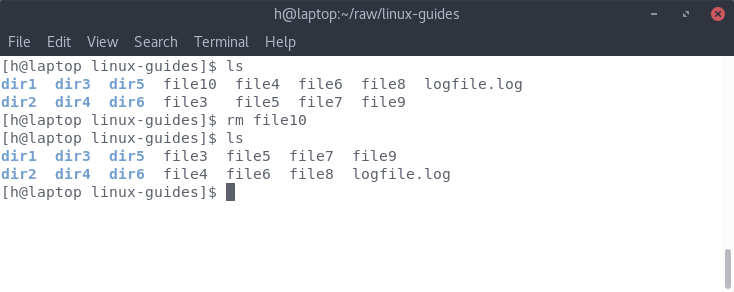 h@laptop:~/raw/linux-guides
File Edit View Search Terminal Help
[h@laptop linux-guides]$ ls
dir1  dir3  dir5  file10  file4  file6  file8  logfile.log
dir2  dir4  dir6  file3   file5  file7  file9
[h@laptop linux-guides]$ rm file10
[h@laptop linux-guides]$ ls
dir1  dir3  dir5  file3  file5  file7  file9
dir2  dir4  dir6  file4  file6  file8  logfile.log
[h@laptop linux-guides]$